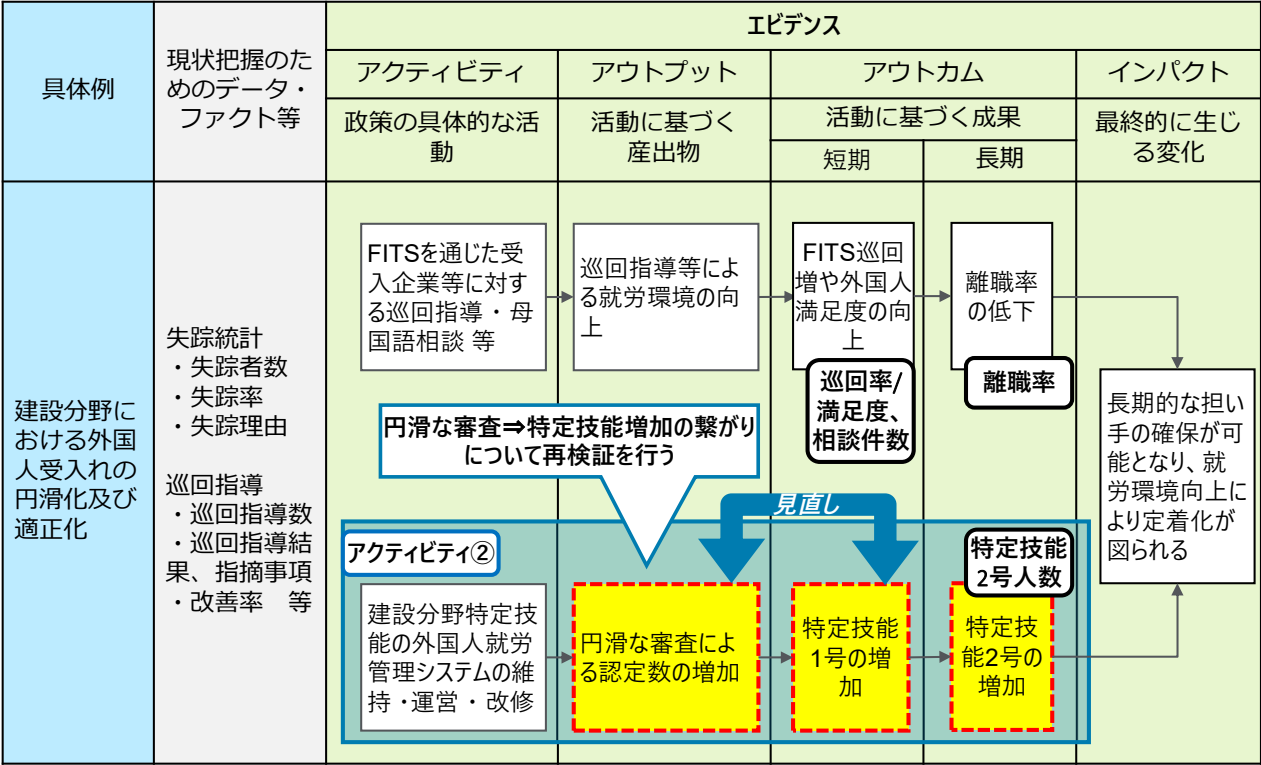 エビデンス
具体例
現状把握のた
めのデータ・
ファクト等
アクティビティ
アウトプット
アウトカム
インパクト
政策の具体的な活
動
活動に基づく
産出物
活動に基づく成果
短期
長期
最終的に生じ
る変化
建設分野に
おける外国
人受入れの
円滑化及び
適正化
失踪統計
・失踪者数
・失踪率
・失踪理由
巡回指導
・巡回指導数
・巡回指導結
果、指摘事項
・改善率　等
FITSを通じた受
入企業等に対す
る巡回指導・母
国語相談 等
巡回指導等によ
る就労環境の向
上
FITS巡回
増や外国人
満足度の向
上
巡回率/
満足度、
相談件数
離職率
の低下
離職率
円滑な審査⇒特定技能増加の繋がり
について再検証を行う
見直し
アクティビティ②
建設分野特定技
能の外国人就労
管理システムの維
持・運営・改修
円滑な審査によ
る認定数の増加
特定技能
1号の増
加
特定技能
2号人数
特定技
能2号の
増加
長期的な担い
手の確保が可
能となり、就
労環境向上に
より定着化が
図られる